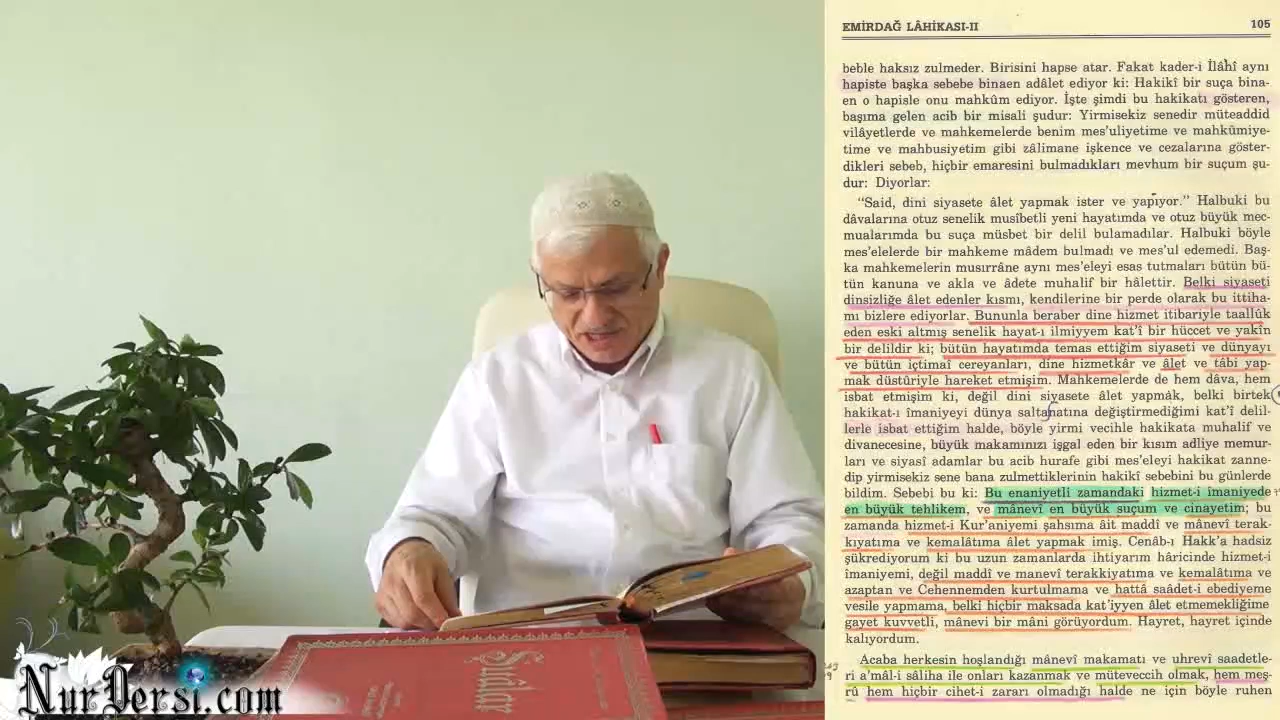 EMİRDAĞ LÂHİKASI-II 105
beble haksız zulmeder. Birisini hapse atar. Fakat kader-i İlâhî aynı
hapiste başka sebebe binaen adâlet ediyor ki: Hakikî bir suça bina-
en o hapisle onu mahkûm ediyor. İşte şimdi bu hakikatı gösteren,
başıma gelen acib bir misali şudur: Yirmisekiz senedir müteaddid
vilâyetlerde ve mahkemelerde benim mes'uliyetime ve mahkûmiye-
time ve mahbusiyetim gibi zâlimane işkence ve cezalarına göster-
dikleri sebeb, hiçbir emaresini bulmadıkları mevhum bir suçum şu-
dur: Diyorlar:
"Said, dini siyasete âlet yapmak ister ve yapıyor." Halbuki bu
dâvalarına otuz senelik musîbetli yeni hayatımda ve otuz büyük mec-
mualarımda bu suça müsbet bir delil bulamadılar. Halbuki böyle
mes'elelerde bir mahkeme mâdem bulmadı ve mes'ul edemedi. Baş-
ka mahkemelerin musırrâne aynı mes'eleyi esas tutmaları bütün bü-
tün kanuna ve akla ve âdete muhalif bir hâlettir. Belki siyaseti
dinsizliğe âlet edenler kısmı, kendilerine bir perde olarak bu ittiha-
mı bizlere ediyorlar. Bununla beraber dine hizmet itibariyle taallûk
eden eski altmış senelik hayat-ı ilmiyyem kat'î bir hüccet ve yakîn
bir delildir ki; bütün hayatımda temas ettiğim siyaseti ve dünyayı
ve bütün içtimaî cereyanları, dine hizmetkâr ve âlet ve tâbi yap-
mak düstûriyle hareket etmişim. Mahkemelerde de hem dâva, hem
isbat etmişim ki, değil dini siyasete âlet yapmak, belki birtek
hakikat-ı îmaniyeyi dünya saltanatına değiştirmediğimi kat'î delil-
lerle isbat ettiğim halde, böyle yirmi vecihle hakikata muhalif ve
divanecesine, büyük makamınızı işgal eden bir kısım adliye memur-
ları ve siyasî adamlar bu acib hurafe gibi mes'eleyi hakikat zanne-
dip yirmisekiz sene bana zulmettiklerinin hakikî sebebini bu günlerde
bildim. Sebebi bu ki: Bu enaniyetli zamandaki hizmet-i îmaniyede
en büyük tehlikem, ve mânevî en büyük suçum ve cinayetim; bu
zamanda hizmet-i Kur'aniyemi şahsıma âit maddî ve mânevî terak-
kıyatıma ve kemalâtıma âlet yapmak imiş. Cenâb-ı Hakk'a hadsiz
şükrediyorum ki bu uzun zamanlarda ihtiyarım hâricinde hizmet-i
îmaniyemi, değil maddî ve manevî terakkiyatıma ve kemalâtıma ve
azaptan ve Cehennemden kurtulmama ve hattâ saâdet-i ebediyeme
vesile yapmama, belki hiçbir maksada kat'iyyen âlet etmemekliğime
gayet kuvvetli, mânevi bir mâni görüyordum. Hayret, hayret içinde
kalıyordum.
Acaba herkesin hoşlandığı mânevî makamatı ve uhrevî saadetle-
ri a'mâl-i sâliha ile onları kazanmak ve müteveccih olmak, hem meş-
rû hem hiçbir cihet-i zararı olmadığı halde ne için böyle ruhen
Şuâlar
NurDersi.com